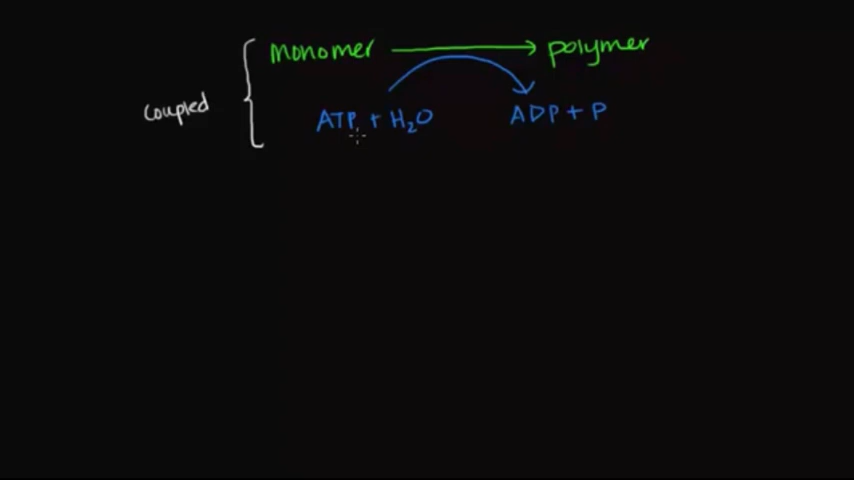 monomer → polymer
Coupled
ATP + H₂O ADP + P